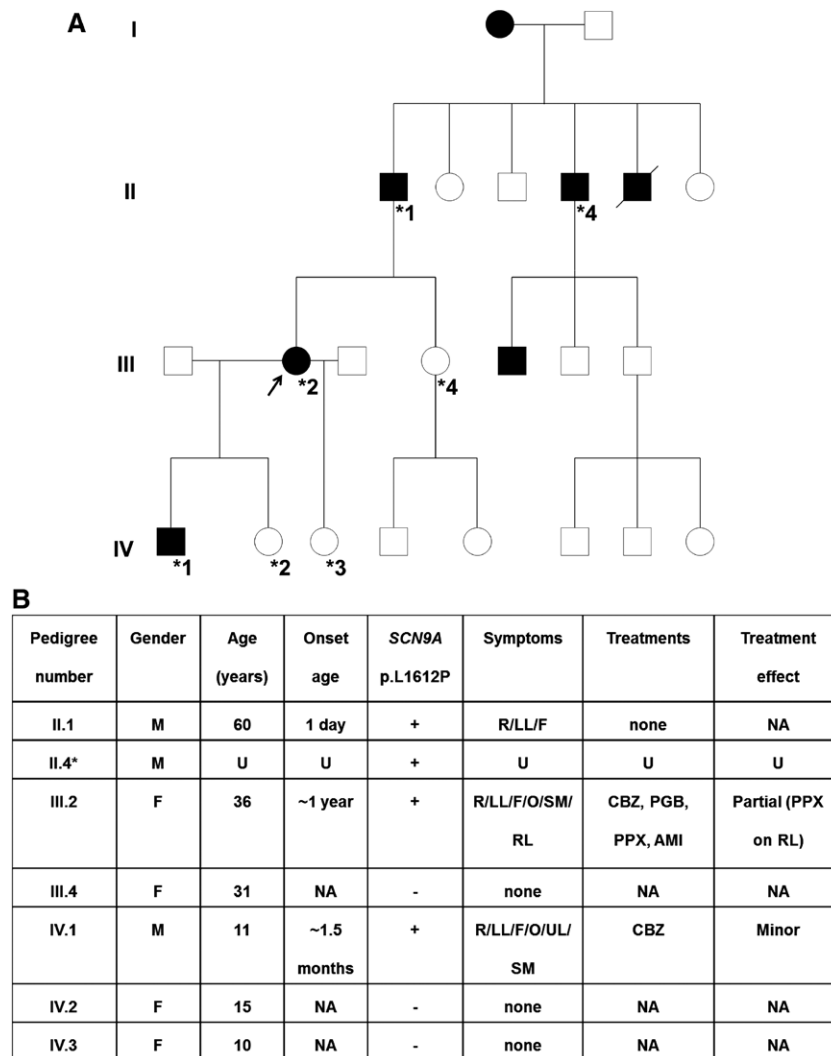 A
I
II
*1
*4
III
*2
*4
IV
*1
*2
*3
B
Pedigree number Gender Age (years) Onset age SCN9A p.L1612P Symptoms Treatments Treatment effect
II.1 M 60 1 day + R/LL/F none NA
II.4* M U U + U U U
III.2 F 36 ~1 year + R/LL/F/O/SM/ RL CBZ, PGB, PPX, AMI Partial (PPX on RL)
III.4 F 31 NA - none NA NA
IV.1 M 11 ~1.5 months + R/LL/F/O/UL/ SM CBZ Minor
IV.2 F 15 NA - none NA NA
IV.3 F 10 NA - none NA NA